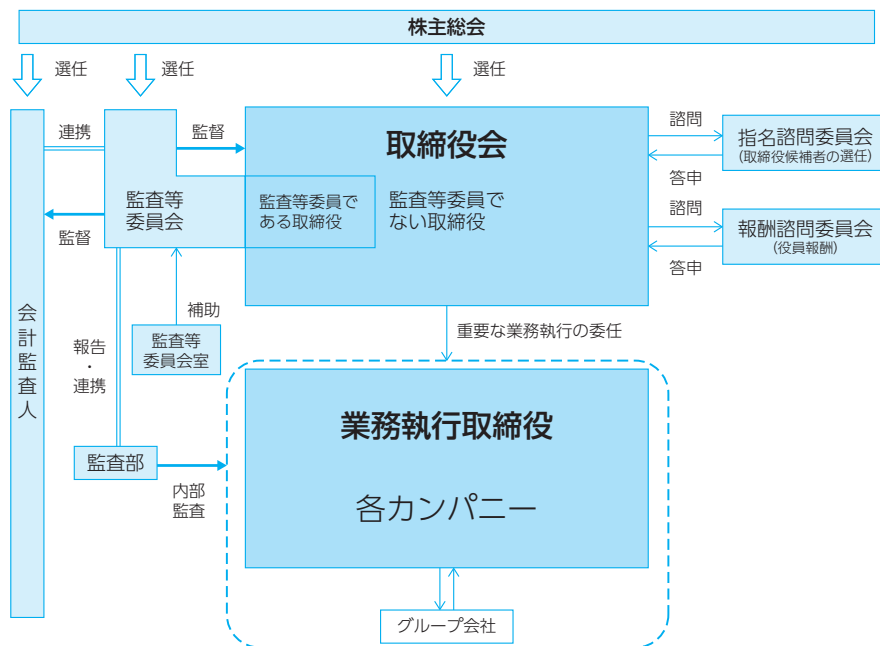 株主総会
選任
選任
選任
連携
監督
取締役会
諮問
指名諮問委員会
(取締役候補者の選任)
答申
監査等
委員会
監査等委員で
ある取締役
監査等委員で
ない取締役
監督
諮問
報酬諮問委員会
(役員報酬)
答申
会計監査人
補助
監査等
委員会室
重要な業務執行の委任
報告
・
連携
業務執行取締役
監査部
内部
監査
各カンパニー
グループ会社